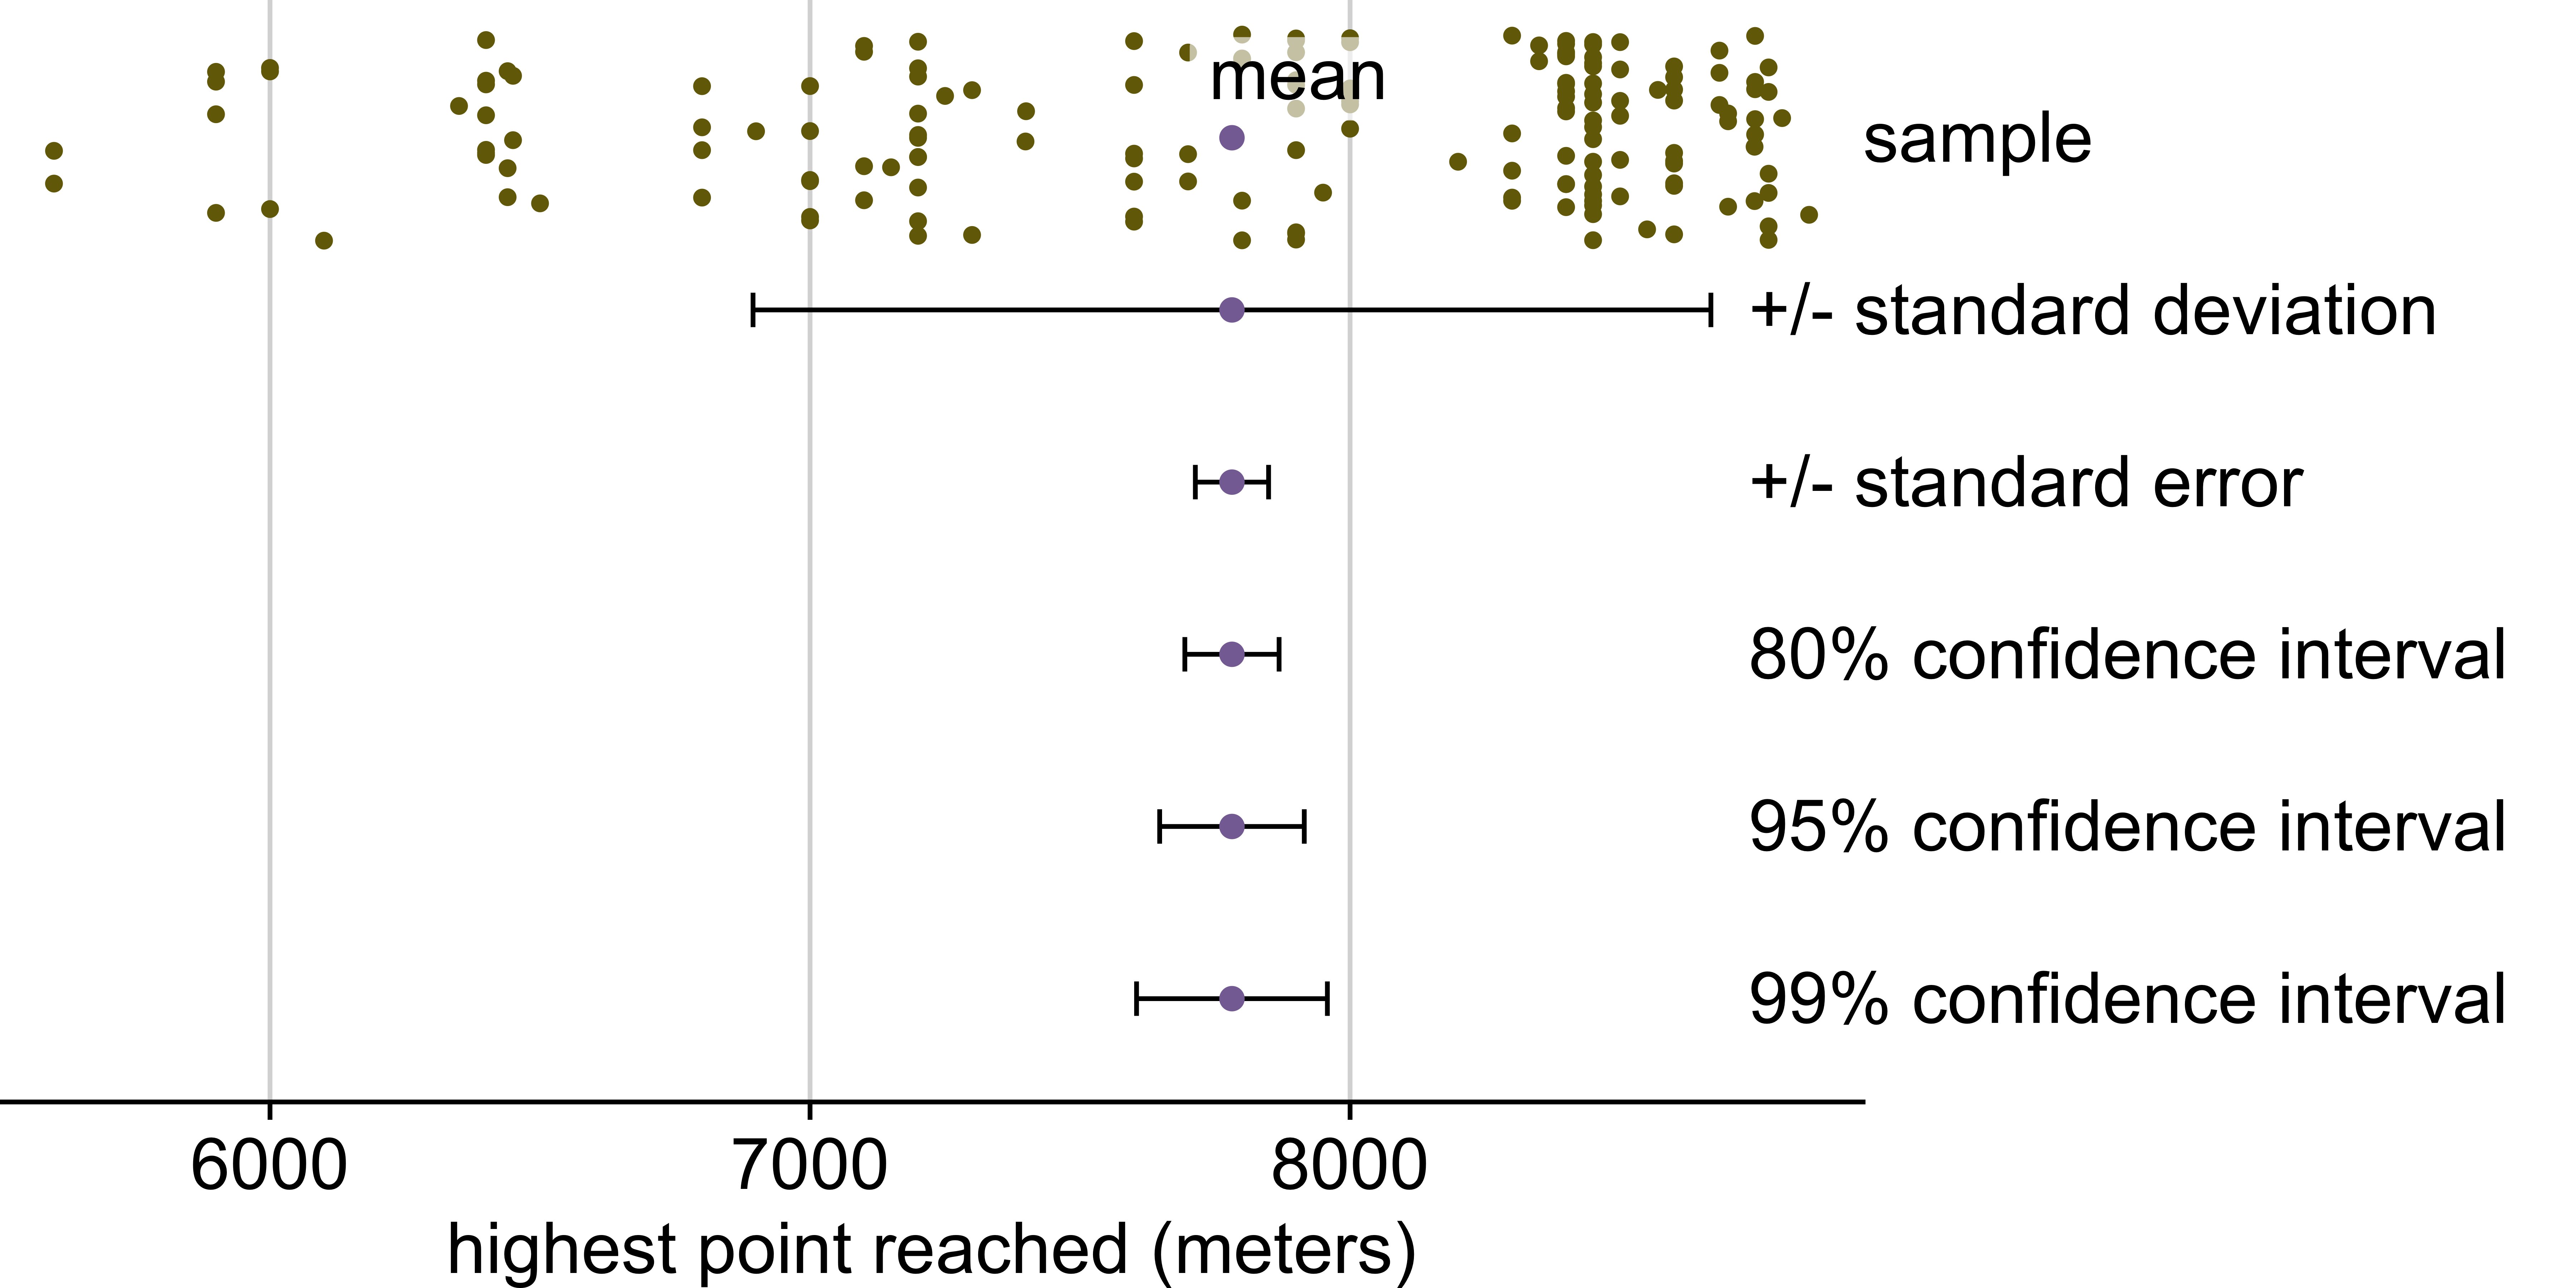 mean
sample
+/- standard deviation
+/- standard error
80% confidence interval
95% confidence interval
99% confidence interval
6000 7000 8000
highest point reached (meters)